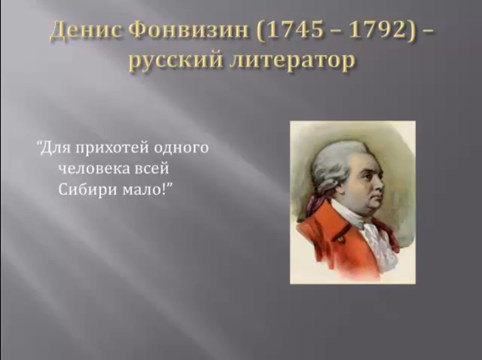 Денис Фонвизин (1745 – 1792) –
русский литератор
“Для прихотей одного
человека всей
Сибири мало!”